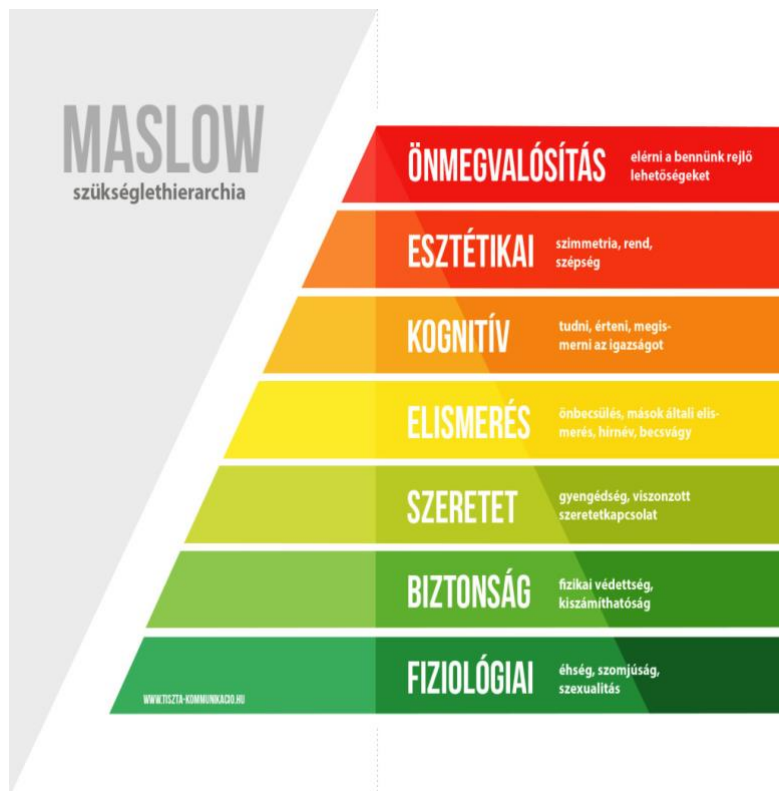 MASLOW
szükséglethierarchia
ÖNMEGVALÓSÍTÁS
elérni a bennünk rejlő
lehetőségeket
ESZTÉTIKAI
szimmetria, rend,
szépség
KOGNITÍV
tudni, érteni, megis-
merni az igazságot
ELISMERÉS
önbecsülés, mások általi elis-
merés, hírnév, becsvágy
SZERETET
gyengédség, viszonzott
szeretetkapcsolat
BIZTONSÁG
fizikai védettség,
kiszámíthatóság
FIZIOLÓGIAI
éhség, szomjúság,
szexualitás
WWW.TISZTA-KOMMUNIKACIO.HU